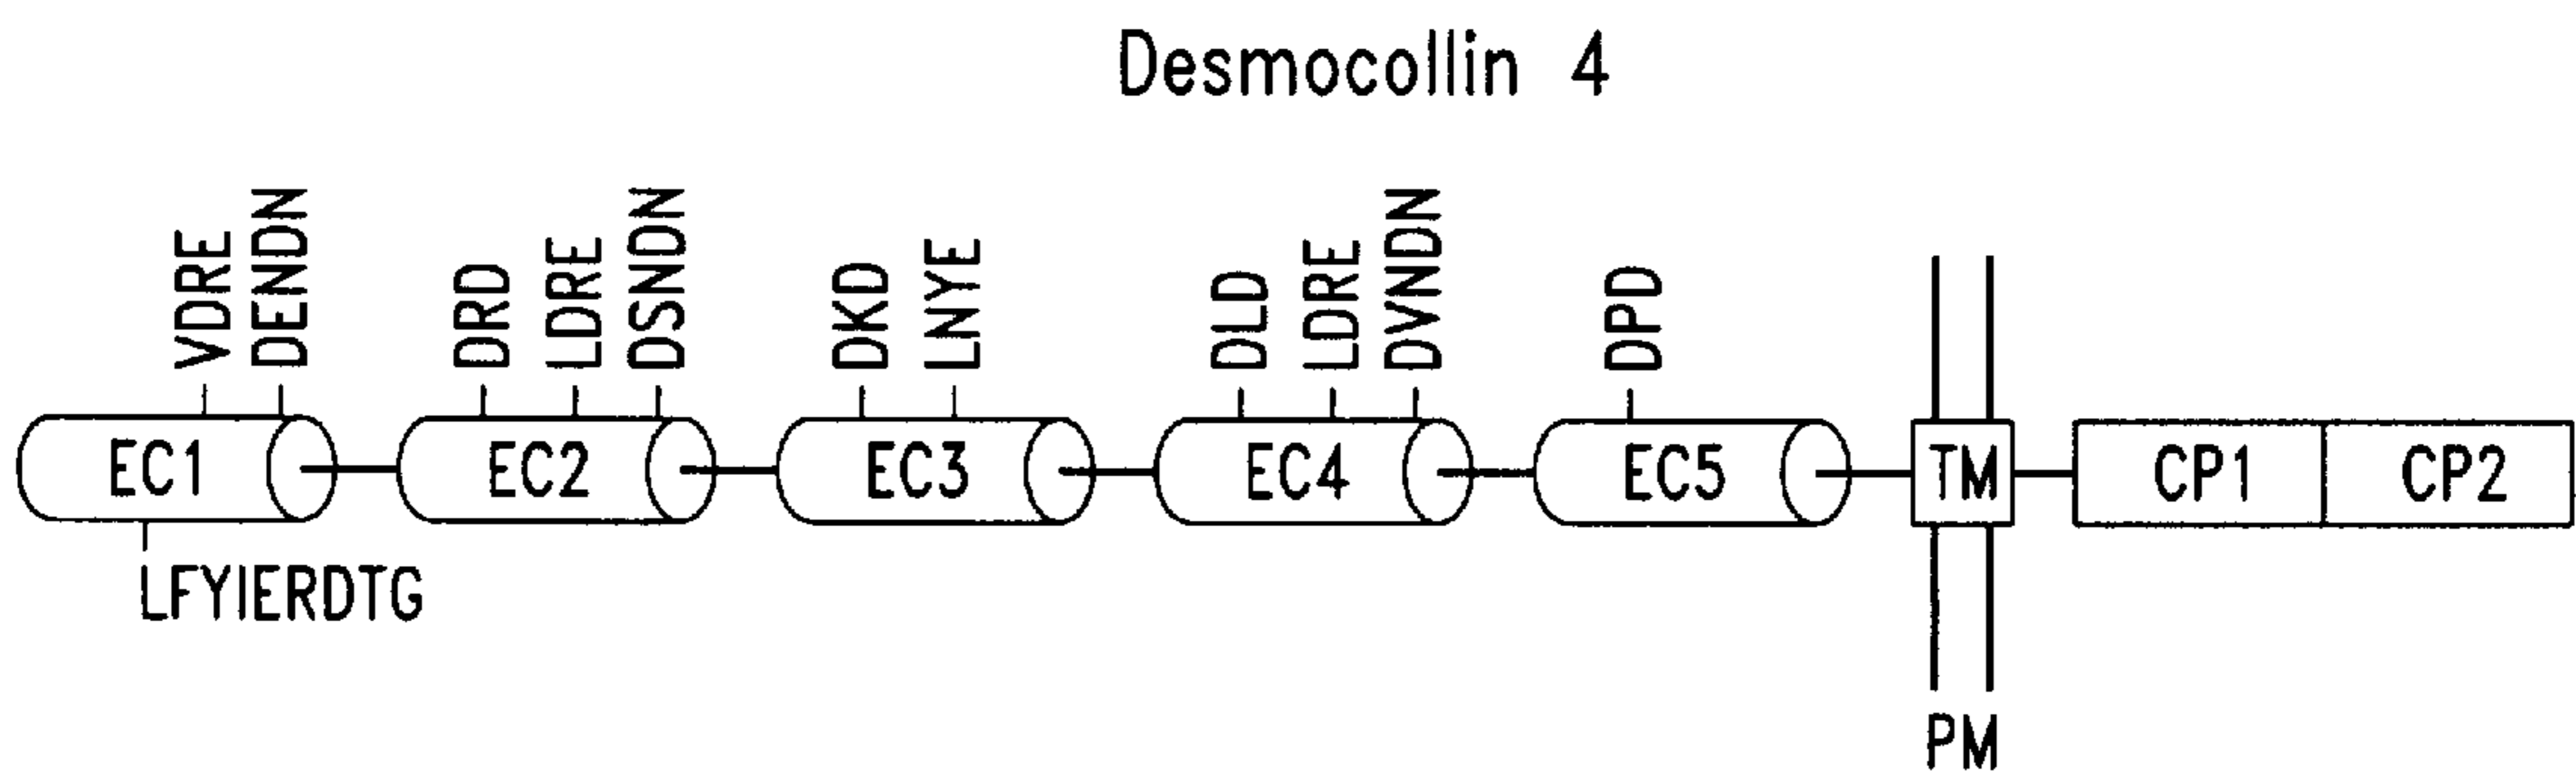 Desmocollin 4
VDRE
DENDN
DRD
LDRE
DSNDN
DKD
LNYE
DLD
LDRE
DVNDN
DPD
EC1
EC2
EC3
EC4
EC5
TM
CP1
CP2
LFYIERDTG
PM